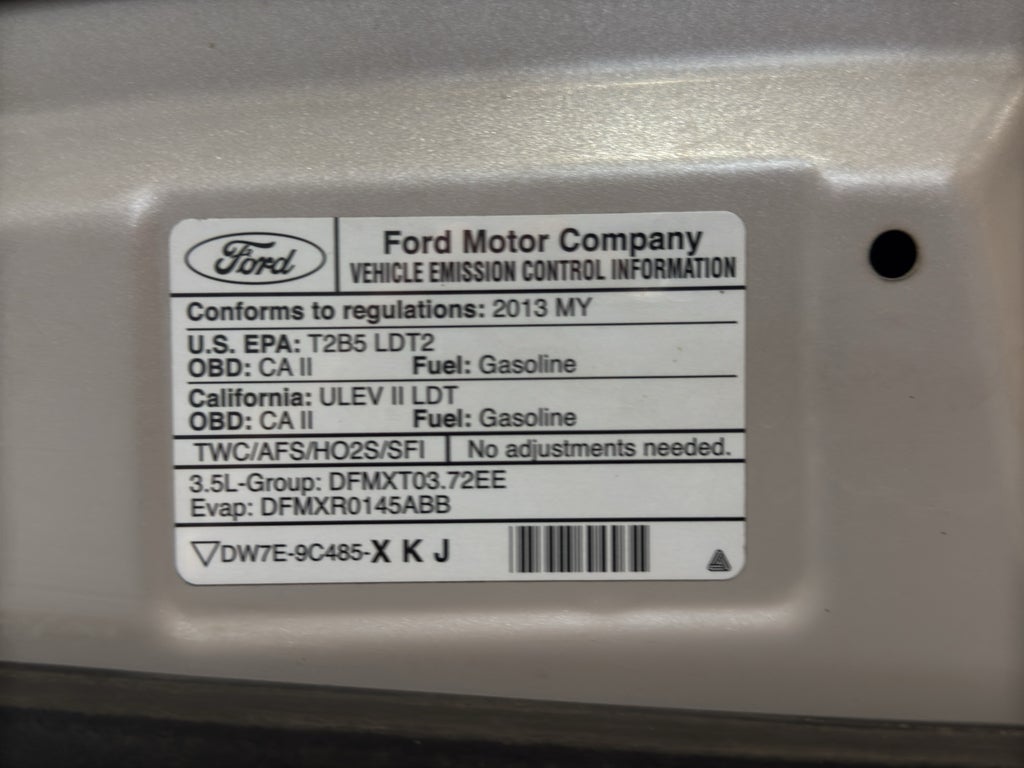 Ford
Ford Motor Company
VEHICLE EMISSION CONTROL INFORMATION
Conforms to regulations: 2013 MY
U.S. EPA: T2B5 LDT2
OBD: CA II Fuel: Gasoline
California: ULEV II LDT
OBD: CA II Fuel: Gasoline
TWC/AFS/HO2S/SFI No adjustments needed.
3.5L-Group: DFMXT03.72EE
Evap: DFMXR0145ABB
DW7E-9C485-X K J